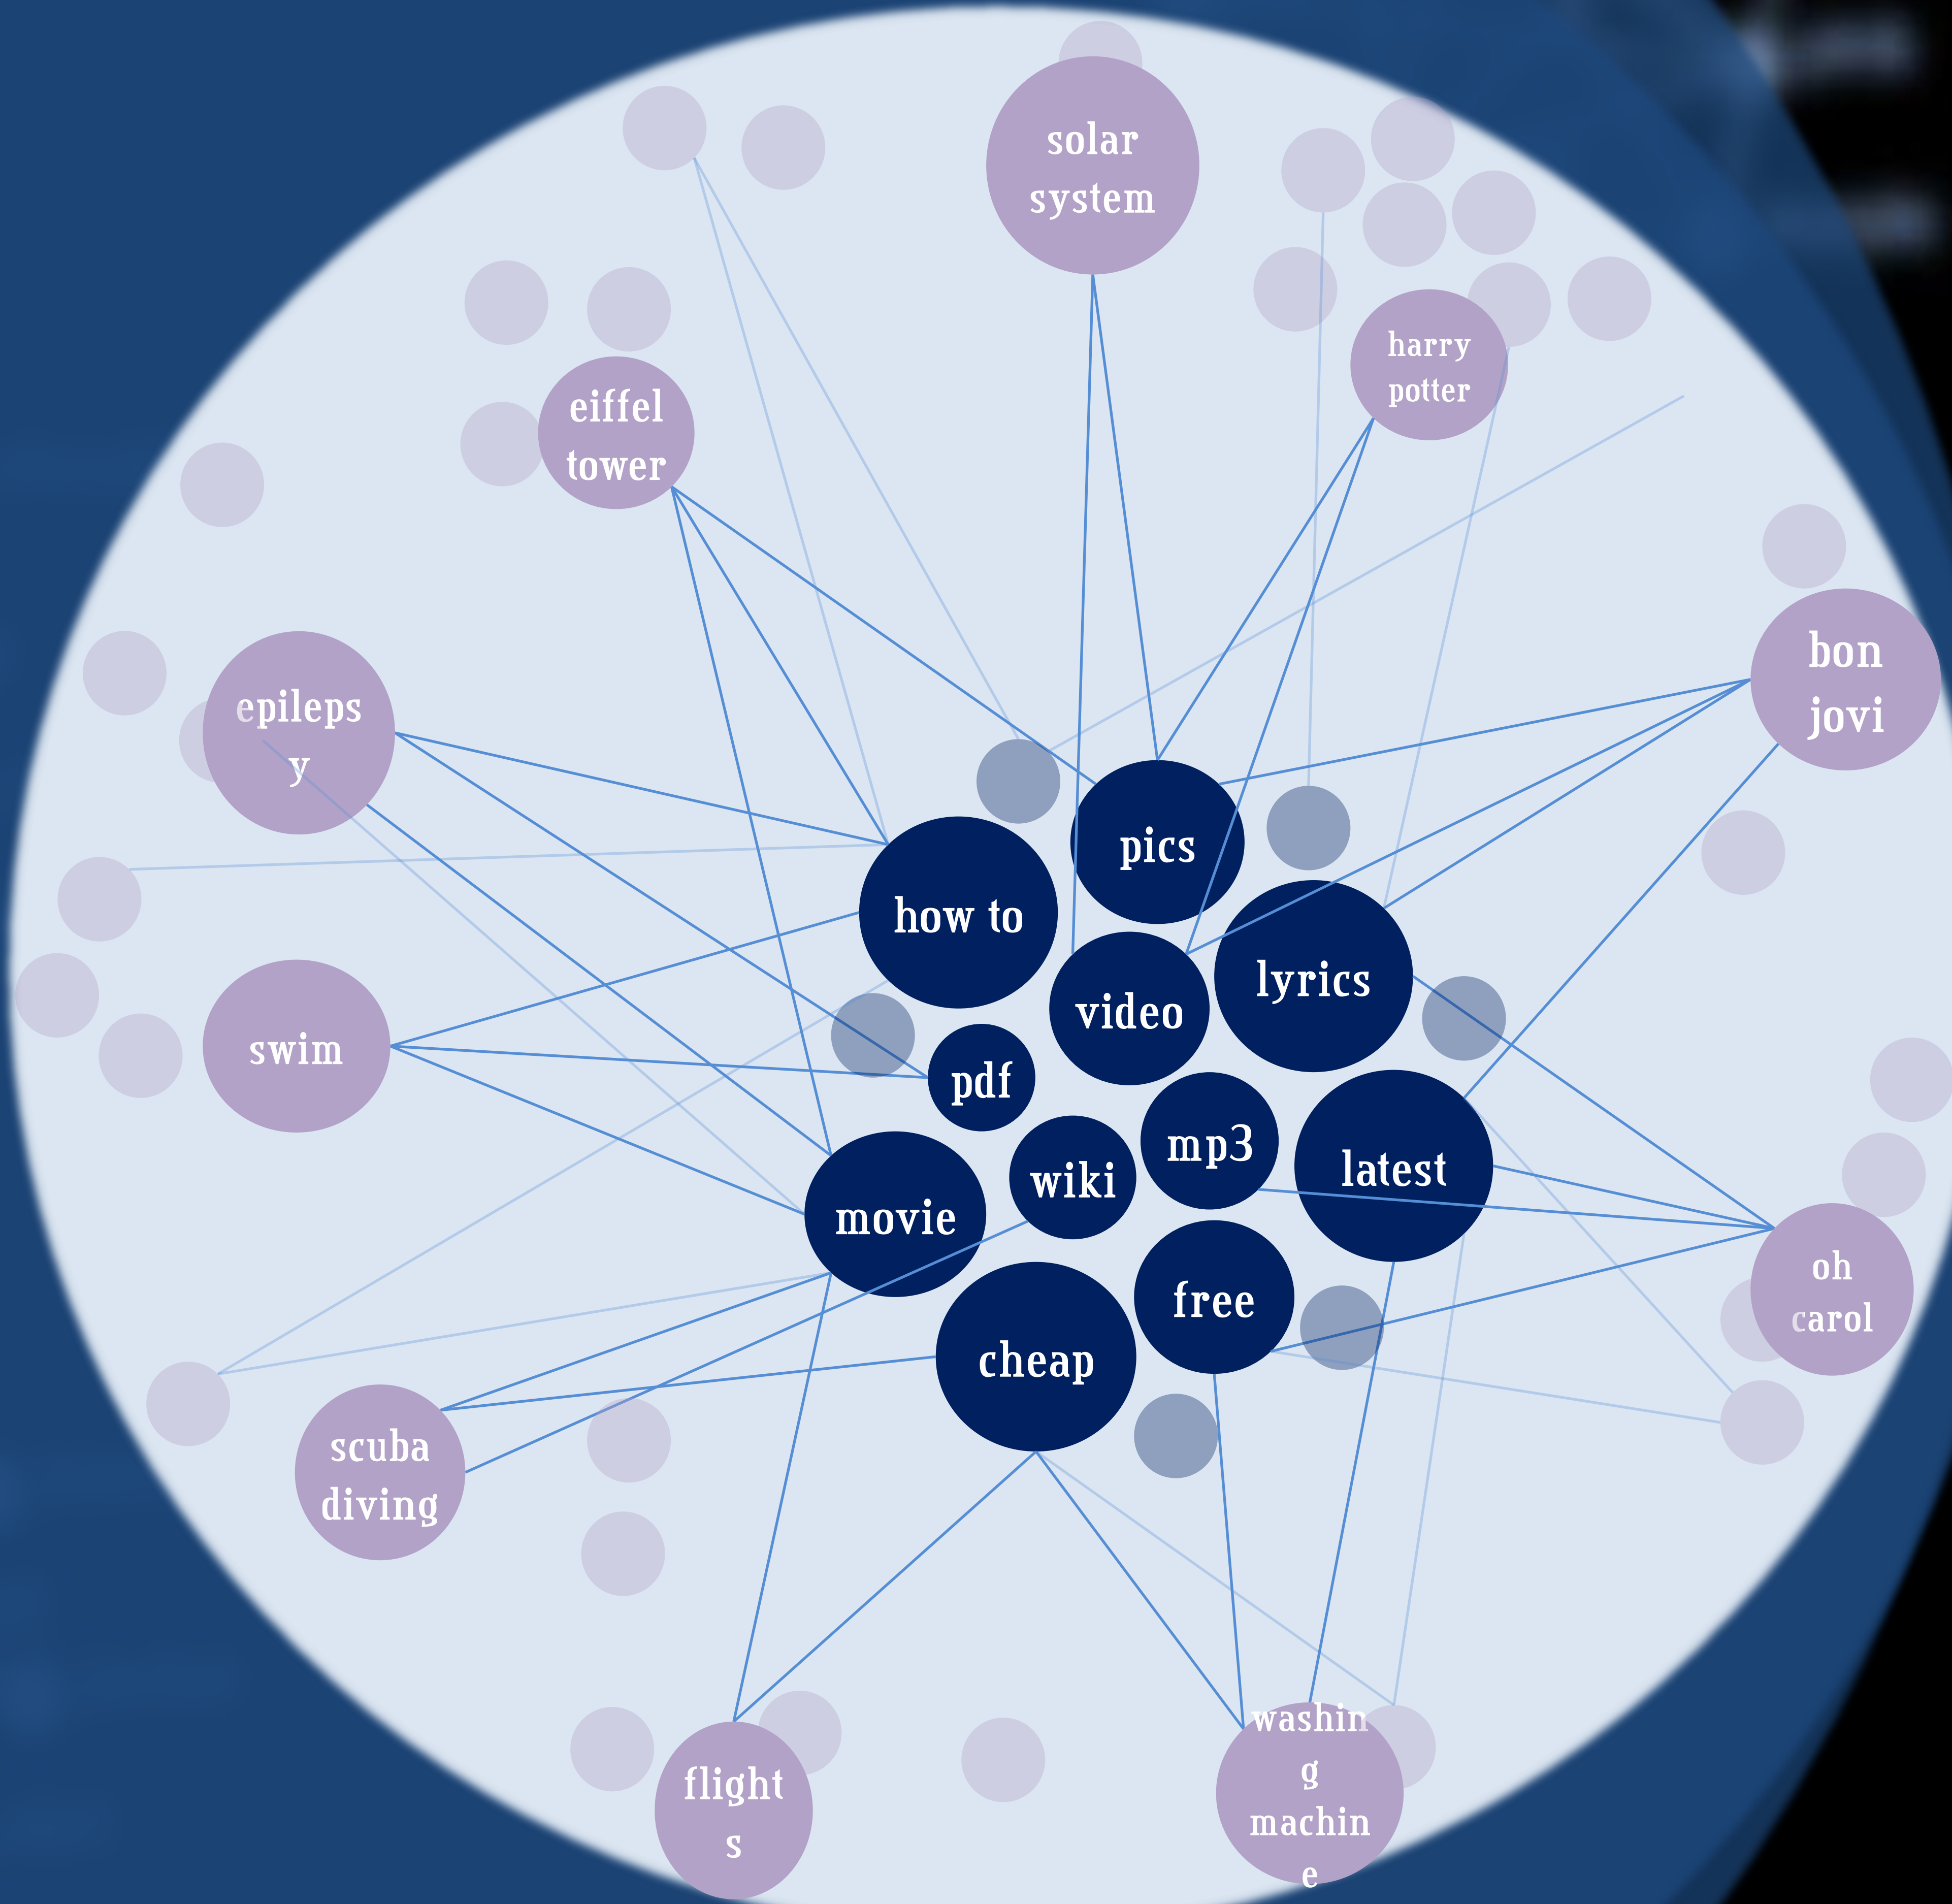 solar
system
harry
potter
eiffel
tower
bon
jovi
epileps
y
pics
how to
lyrics
video
swim
pdf
mp3
latest
wiki
movie
oh
carol
free
cheap
scuba
diving
washin
g
machin
e
flight
s